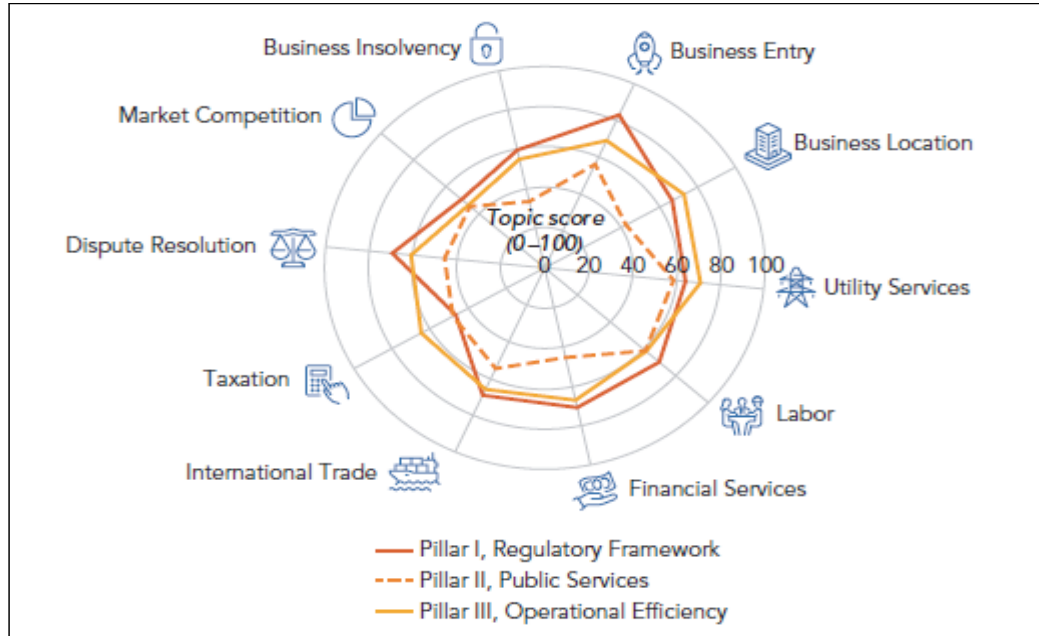 Business Insolvency
Business Entry
Market Competition
Business Location
Topic score
(0–100)
Dispute Resolution
0 20 40 60 80 100
Utility Services
Taxation
Labor
International Trade
Financial Services
Pillar I, Regulatory Framework
Pillar II, Public Services
Pillar III, Operational Efficiency